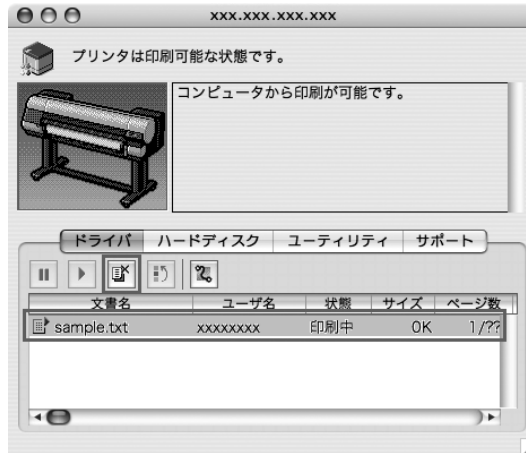 xxx.xxx.xxx.xxx
プリンタは印刷可能な状態です。
コンピュータから印刷が可能です。
ドライバ ハードディスク ユーティリティ サポート
文書名 ユーザ名 状態 サイズ ページ数
sample.txt xxxxxxxx 印刷中 0K 1/??